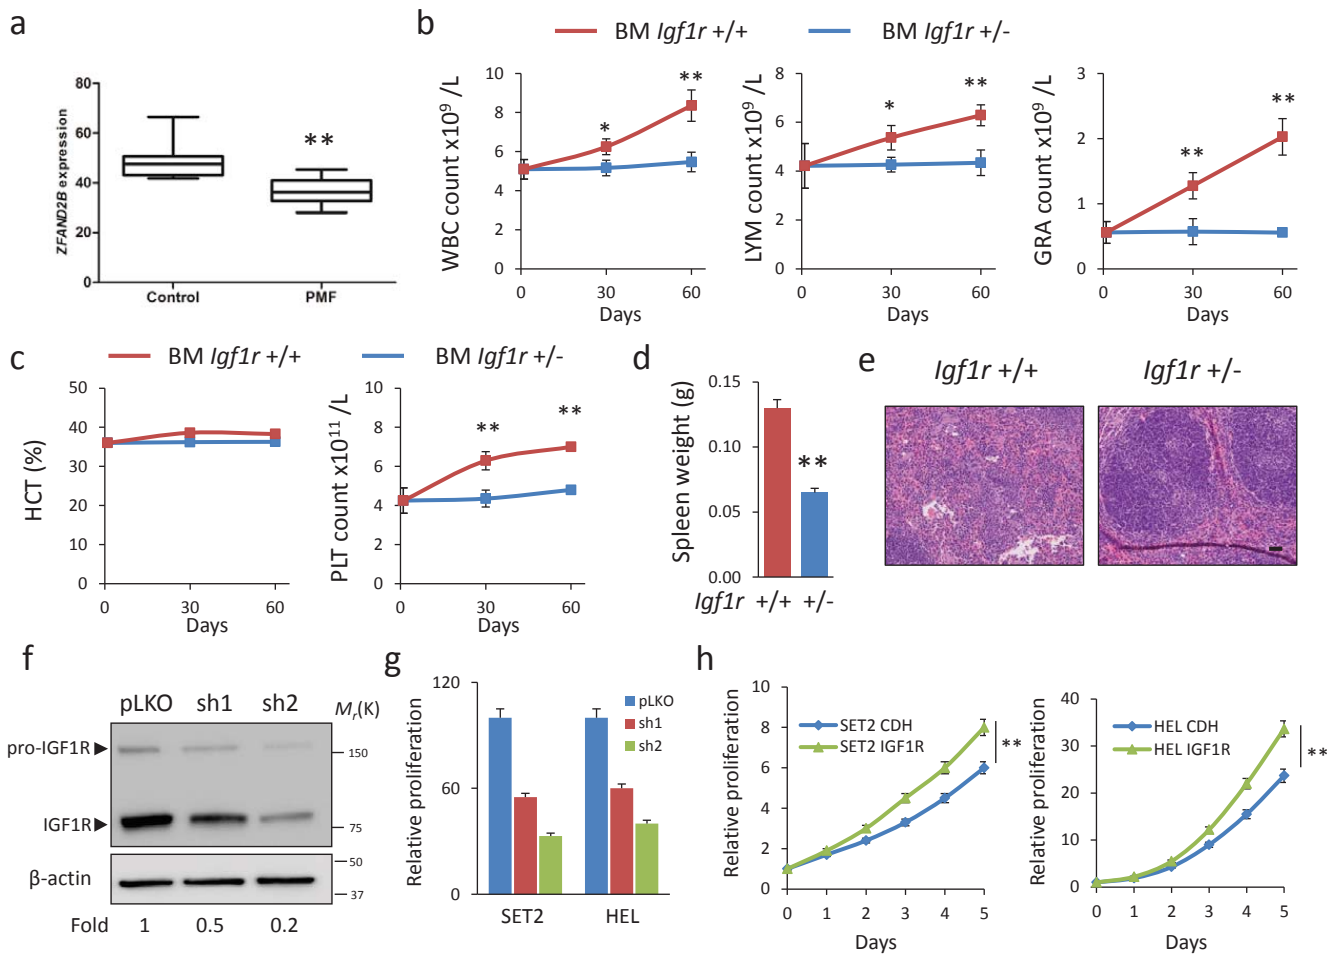 a
ZFAND2B expression
80
60
40
20
0
**
Control PMF
b
BM Igf1r +/+ BM Igf1r +/-
WBC count x10⁹ /L
10
8
6
4
2
0
* **
0 30 60
Days
LYM count x10⁹ /L
8
6
4
2
0
* **
0 30 60
Days
GRA count x10⁹ /L
3
2
1
0
** **
0 30 60
Days
c
BM Igf1r +/+ BM Igf1r +/-
HCT (%)
50
40
30
20
10
0
0 30 60
Days
PLT count x10¹¹ /L
10
8
6
4
2
0
** **
0 30 60
Days
d
Spleen weight (g)
0.15
0.10
0.05
0.00
**
Igf1r +/+ +/-
e
Igf1r +/+ Igf1r +/-
f
pLKO sh1 sh2 Mr(K)
pro-IGF1R
150
IGF1R
75
50
β-actin
37
Fold 1 0.5 0.2
g
Relative proliferation
120
60
0
pLKO
sh1
sh2
SET2 HEL
h
Relative proliferation
10
8
6
4
2
0
SET2 CDH
SET2 IGF1R
**
0 1 2 3 4 5
Days
Relative proliferation
40
30
20
10
0
HEL CDH
HEL IGF1R
**
0 1 2 3 4 5
Days